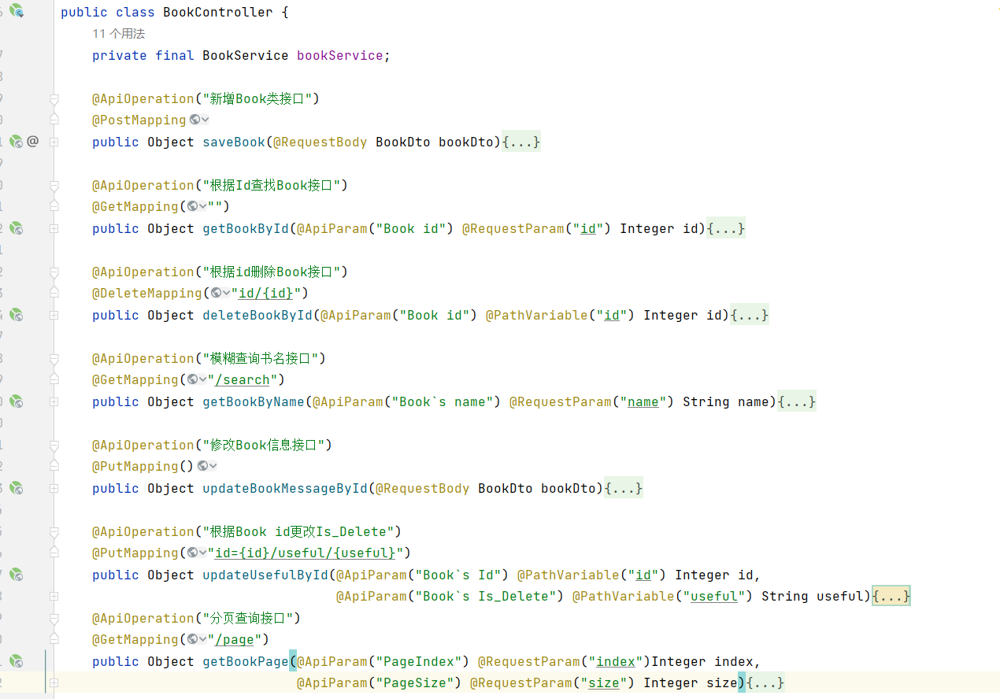 public class BookController {
11 个用法
private final BookService bookService;
@ApiOperation("新增Book类接口")
@PostMapping
public Object saveBook(@RequestBody BookDto bookDto){...}
@ApiOperation("根据Id查找Book接口")
@GetMapping("")
public Object getBookById(@ApiParam("Book id") @RequestParam("id") Integer id){...}
@ApiOperation("根据id删除Book接口")
@DeleteMapping("id/{id}")
public Object deleteBookById(@ApiParam("Book id") @PathVariable("id") Integer id){...}
@ApiOperation("模糊查询书名接口")
@GetMapping("/search")
public Object getBookByName(@ApiParam("Book`s name") @RequestParam("name") String name){...}
@ApiOperation("修改Book信息接口")
@PutMapping()
public Object updateBookMessageById(@RequestBody BookDto bookDto){...}
@ApiOperation("根据Book id更改Is_Delete")
@PutMapping("id={id}/useful/{useful}")
public Object updateUsefulById(@ApiParam("Book`s Id") @PathVariable("id") Integer id,
@ApiParam("Book`s Is_Delete") @PathVariable("useful") String useful){...}
@ApiOperation("分页查询接口")
@GetMapping("/page")
public Object getBookPage(@ApiParam("PageIndex") @RequestParam("index")Integer index,
@ApiParam("PageSize") @RequestParam("size") Integer size){...}